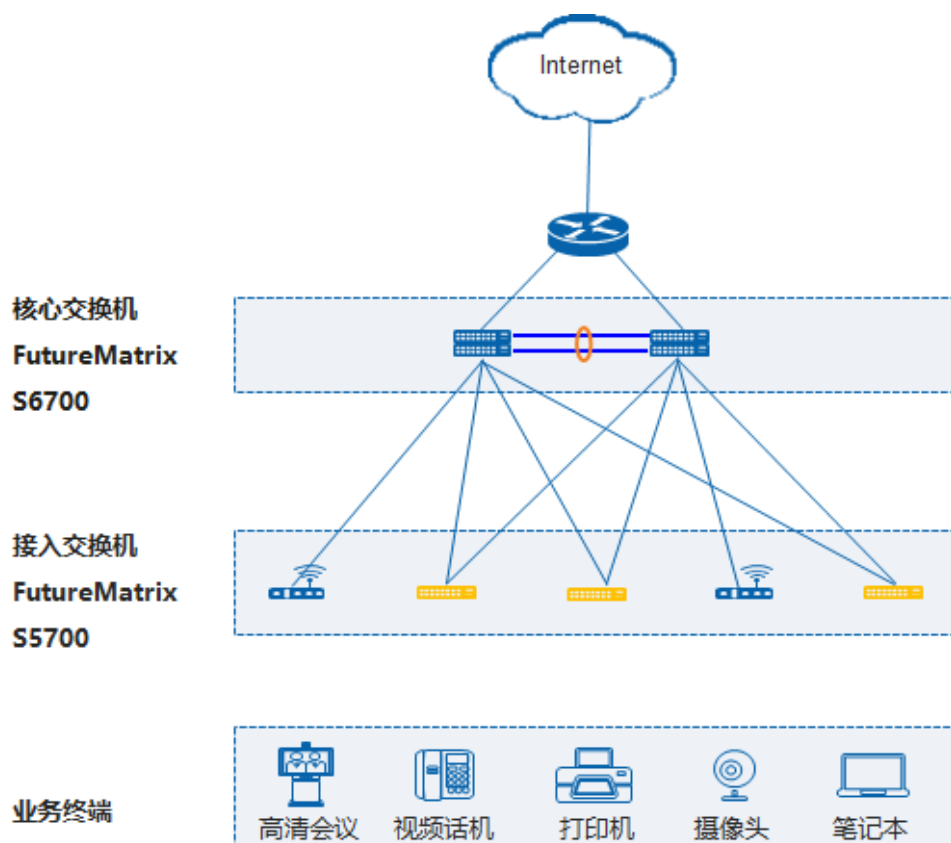 Internet
核心交换机
FutureMatrix
S6700
接入交换机
FutureMatrix
S5700
业务终端
高清会议 视频话机 打印机 摄像头 笔记本